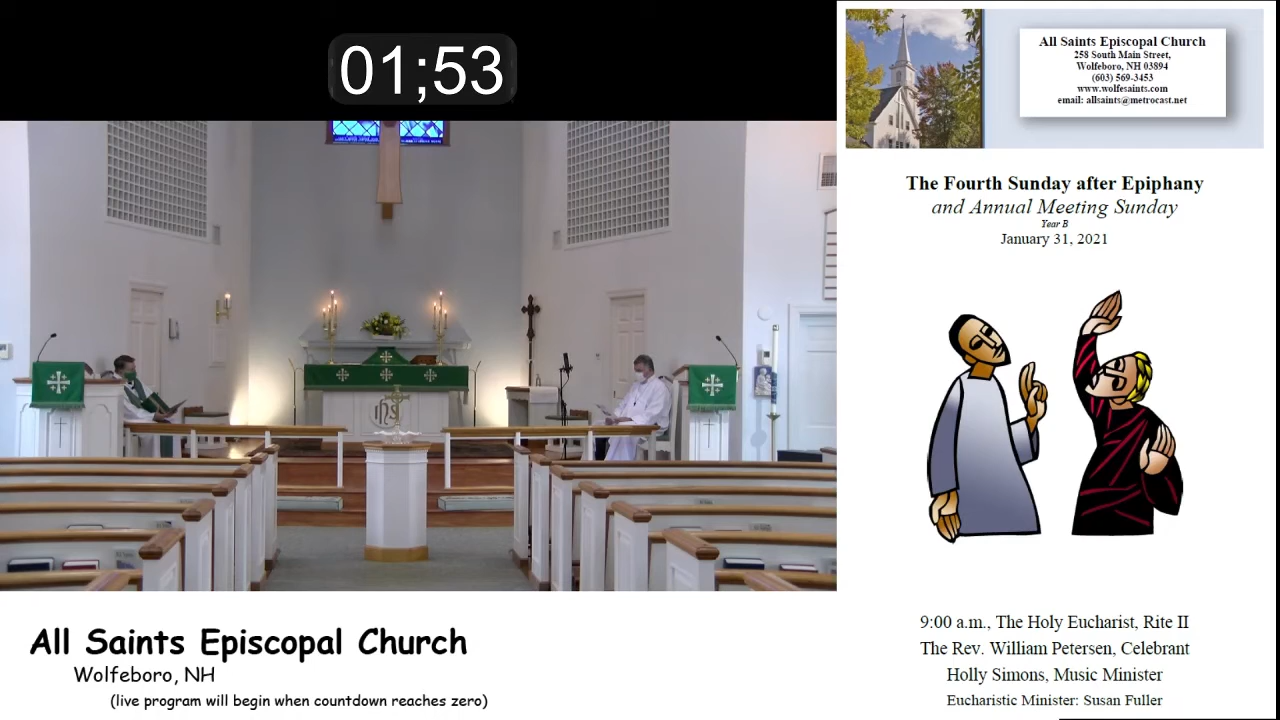 01;53
All Saints Episcopal Church
258 South Main Street,
Wolfeboro, NH 03894
(603) 569-3453
www.wolfesaints.com
email: allsaints@metrocast.net
The Fourth Sunday after Epiphany
and Annual Meeting Sunday
Year B
January 31, 2021
IHS
9:00 a.m., The Holy Eucharist, Rite II
The Rev. William Petersen, Celebrant
Holly Simons, Music Minister
Eucharistic Minister: Susan Fuller
All Saints Episcopal Church
Wolfeboro, NH
(live program will begin when countdown reaches zero)